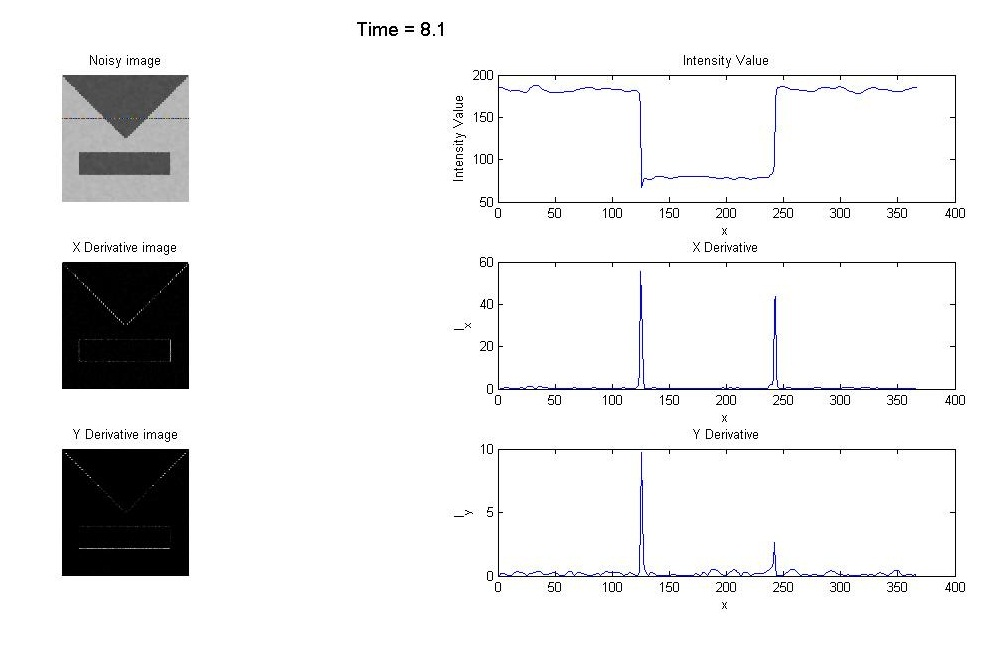 Time = 8.1
Noisy image
Intensity Value
Intensity Value
200
150
100
50
0 50 100 150 200 250 300 350 400
x
X Derivative image
X Derivative
I_x
60
40
20
0
0 50 100 150 200 250 300 350 400
x
Y Derivative image
Y Derivative
I_y
10
5
0
0 50 100 150 200 250 300 350 400
x